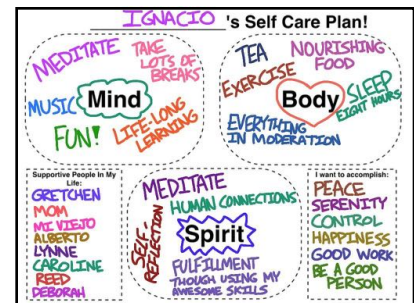 IGNACIO 's Self Care Plan!
MEDITATE
TAKE
LOTS OF
BREAKS
MUSIC
Mind
FUN!
LIFE-LONG
LEARNING
TEA
NOURISHING
FOOD
EXERCISE
Body
SLEEP
EIGHT HOURS
EVERYTHING
IN MODERATION
Supportive People In My
Life:
GRETCHEN
MOM
MI VIEJO
ALBERTO
LYNNE
CAROLINE
REED
DEBORAH
MEDITATE
HUMAN CONNECTIONS
SELF-
REFLECTION
Spirit
FULFILLMENT
THOUGH USING MY
AWESOME SKILLS
I want to accomplish:
PEACE
SERENITY
CONTROL
HAPPINESS
GOOD WORK
BE A GOOD
PERSON